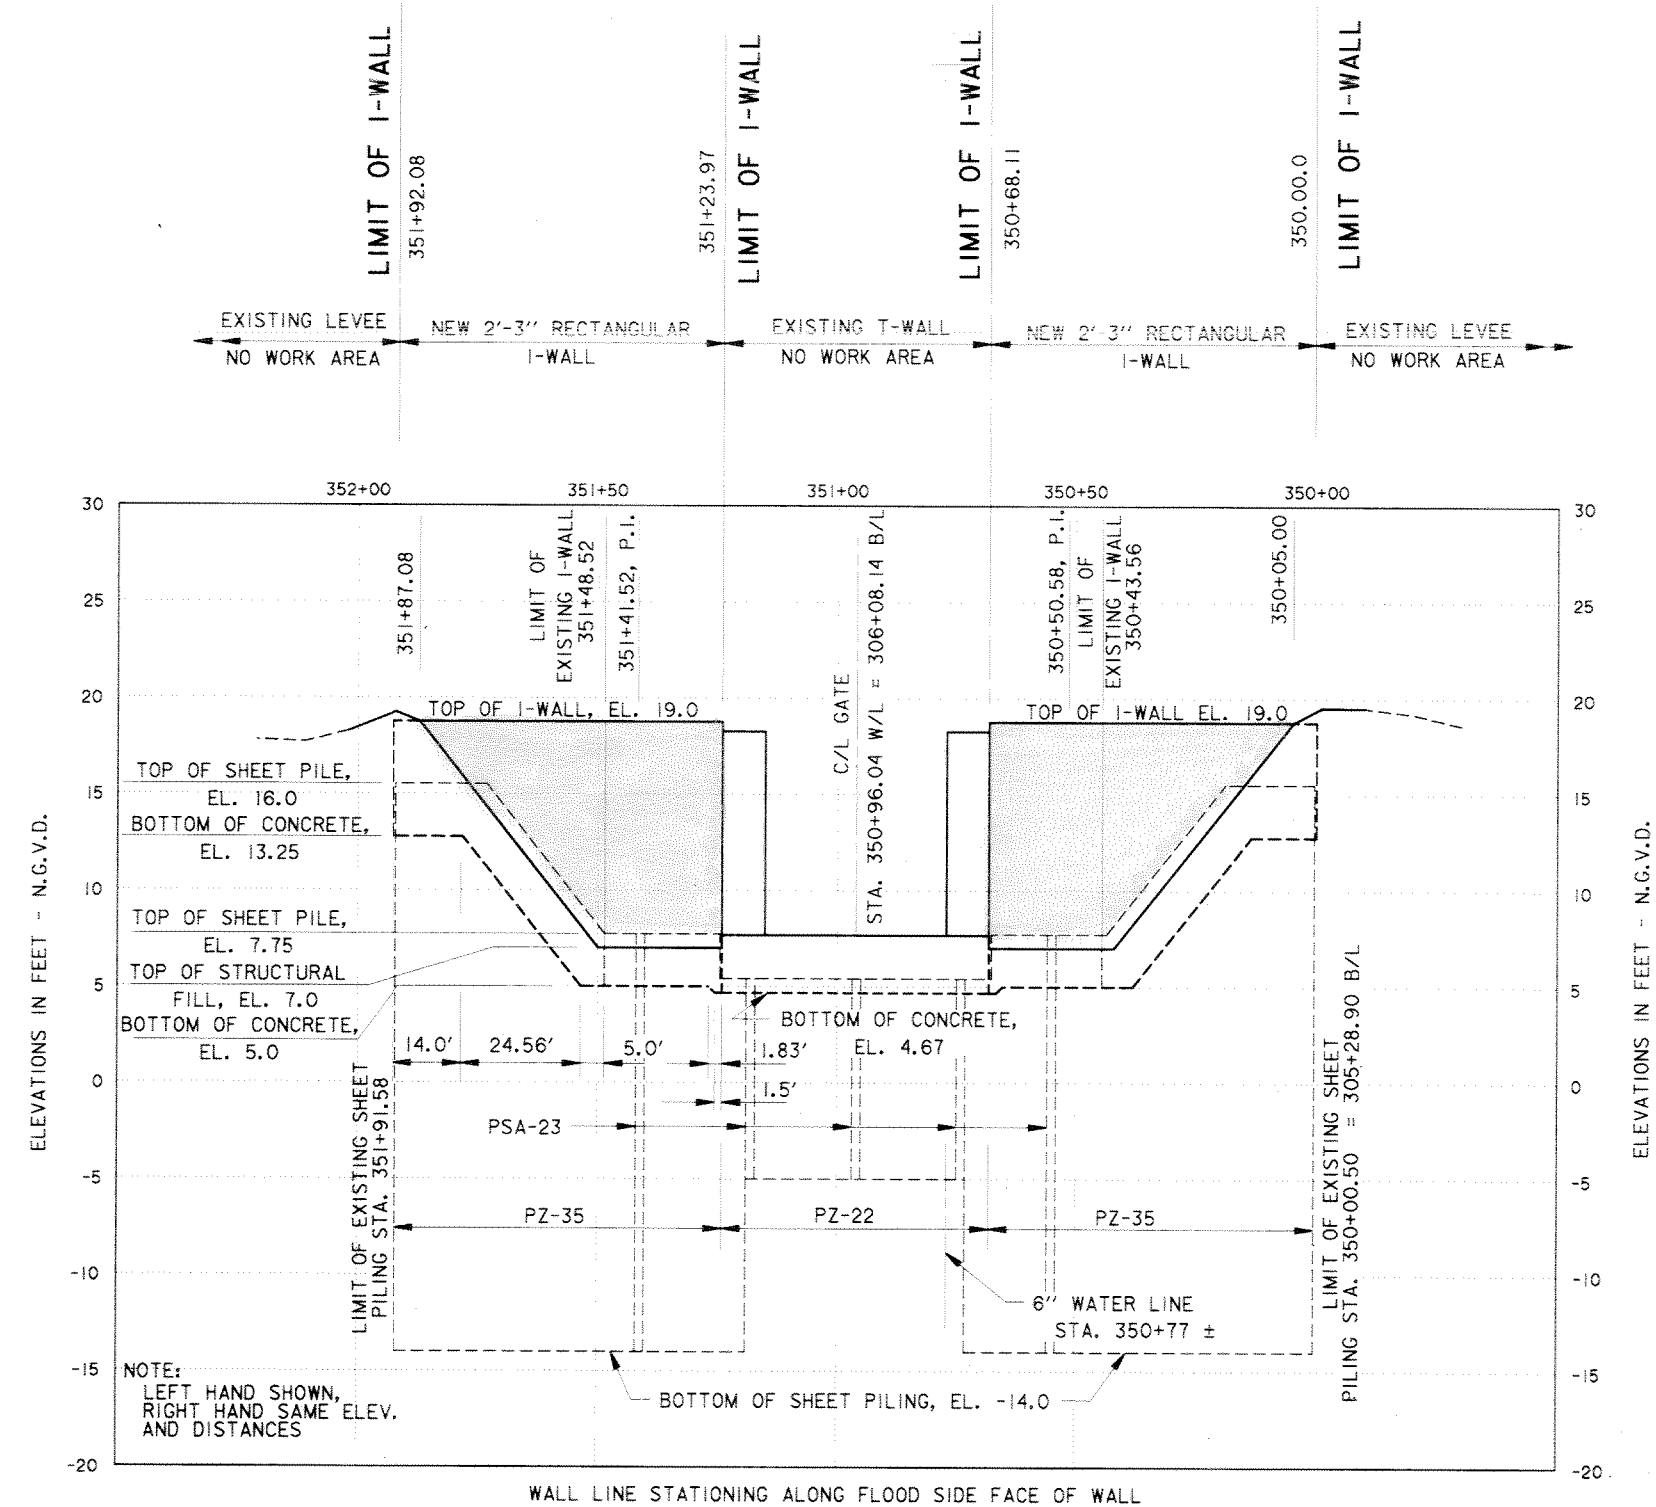 LIMIT OF I-WALL
351+92.08
351+23.97
LIMIT OF I-WALL
LIMIT OF I-WALL
350+68.11
350.00.0
LIMIT OF I-WALL
EXISTING LEVEE
NO WORK AREA
NEW 2'-3" RECTANGULAR
I-WALL
EXISTING T-WALL
NO WORK AREA
NEW 2'-3" RECTANGULAR
I-WALL
EXISTING LEVEE
NO WORK AREA
352+00
351+50
351+00
350+50
350+00
30
25
20
15
10
5
0
-5
-10
-15
-20
ELEVATIONS IN FEET - N.G.V.D.
351+87.08
LIMIT OF
EXISTING I-WALL
351+48.52
351+41.52, P.I.
C/L GATE
STA. 350+96.04 W/L = 306+08.14 B/L
350+50.58, P.I.
LIMIT OF
EXISTING I-WALL
350+43.56
350+05.00
TOP OF I-WALL, EL. 19.0
TOP OF I-WALL EL. 19.0
TOP OF SHEET PILE,
EL. 16.0
BOTTOM OF CONCRETE,
EL. 13.25
TOP OF SHEET PILE,
EL. 7.75
TOP OF STRUCTURAL
FILL, EL. 7.0
BOTTOM OF CONCRETE,
EL. 5.0
BOTTOM OF CONCRETE,
EL. 4.67
14.0'
24.56'
5.0'
1.83'
1.5'
PSA-23
PZ-35
PZ-22
PZ-35
LIMIT OF EXISTING SHEET
PILING STA. 351+91.58
LIMIT OF EXISTING SHEET
PILING STA. 350+00.50 = 305+28.90 B/L
6" WATER LINE
STA. 350+77 ±
BOTTOM OF SHEET PILING, EL. -14.0
NOTE:
LEFT HAND SHOWN,
RIGHT HAND SAME ELEV.
AND DISTANCES
30
25
20
15
10
5
0
-5
-10
-15
-20
ELEVATIONS IN FEET - N.G.V.D.
WALL LINE STATIONING ALONG FLOOD SIDE FACE OF WALL